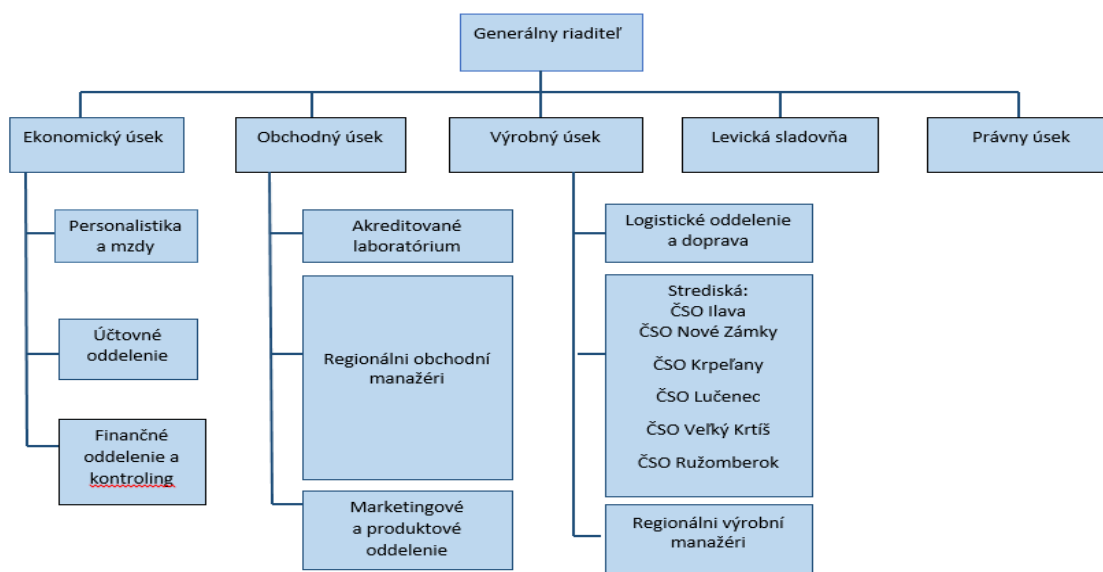 Generálny riaditeľ
Ekonomický úsek
Obchodný úsek
Výrobný úsek
Levická sladovňa
Právny úsek
Personalistika
a mzdy
Účtovné
oddelenie
Finančné
oddelenie a
kontroling
Akreditované
laboratórium
Regionálni obchodní
manažéri
Marketingové
a produktové
oddelenie
Logistické oddelenie
a doprava
Strediská:
ČSO Ilava
ČSO Nové Zámky
ČSO Krpeľany
ČSO Lučenec
ČSO Veľký Krtíš
ČSO Ružomberok
Regionálni výrobní
manažéri